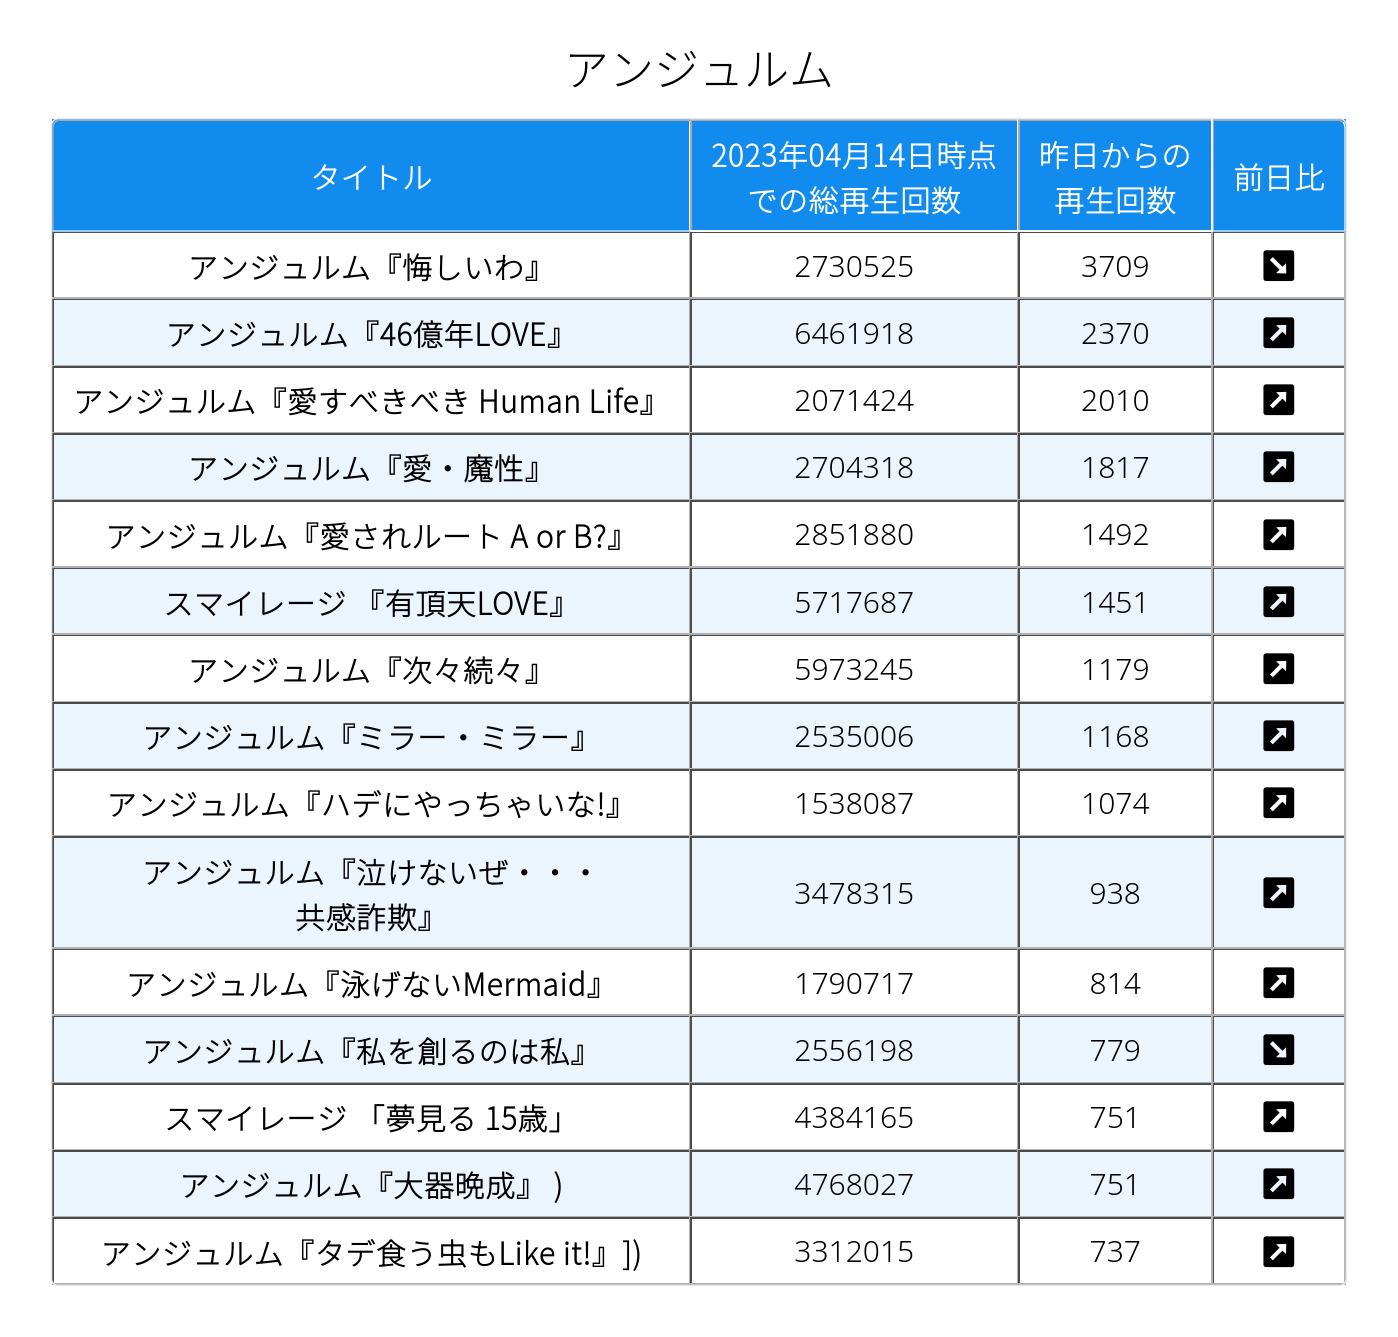 アンジュルム
タイトル
2023年04月14日時点
での総再生回数
昨日からの
再生回数
前日比
アンジュルム『悔しいわ』 2730525 3709
アンジュルム『46億年LOVE』 6461918 2370
アンジュルム『愛すべきべき Human Life』 2071424 2010
アンジュルム『愛・魔性』 2704318 1817
アンジュルム『愛されルート A or B?』 2851880 1492
スマイレージ 『有頂天LOVE』 5717687 1451
アンジュルム『次々続々』 5973245 1179
アンジュルム『ミラー・ミラー』 2535006 1168
アンジュルム『ハデにやっちゃいな!』 1538087 1074
アンジュルム『泣けないぜ・・・
共感詐欺』 3478315 938
アンジュルム『泳げないMermaid』 1790717 814
アンジュルム『私を創るのは私』 2556198 779
スマイレージ 「夢見る 15歳」 4384165 751
アンジュルム『大器晩成』 ) 4768027 751
アンジュルム『タデ食う虫もLike it!』]) 3312015 737